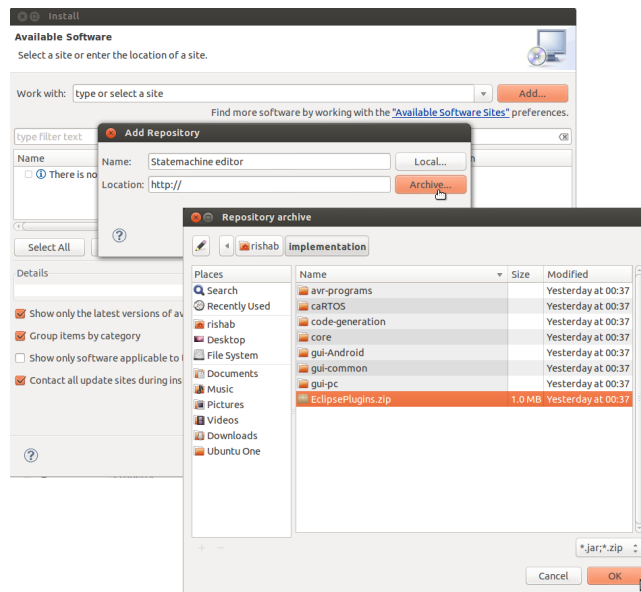 Install
Available Software
Select a site or enter the location of a site.
Work with: type or select a site Add...
Find more software by working with the "Available Software Sites" preferences.
type filter text
Name
There is no
Select All
Details
Show only the latest versions of av
Group items by category
Show only software applicable to
Contact all update sites during ins
Add Repository
Name: Statemachine editor Local...
Location: http:// Archive...
Repository archive
rishab implementation
Places
Search
Recently Used
rishab
Desktop
File System
Documents
Music
Pictures
Videos
Downloads
Ubuntu One
Name Size Modified
avr-programs Yesterday at 00:37
caRTOS Yesterday at 00:37
code-generation Yesterday at 00:37
core Yesterday at 00:37
gui-Android Yesterday at 00:37
gui-common Yesterday at 00:37
gui-pc Yesterday at 00:37
EclipsePlugins.zip 1.0 MB Yesterday at 00:37
*.jar;*.zip
Cancel OK